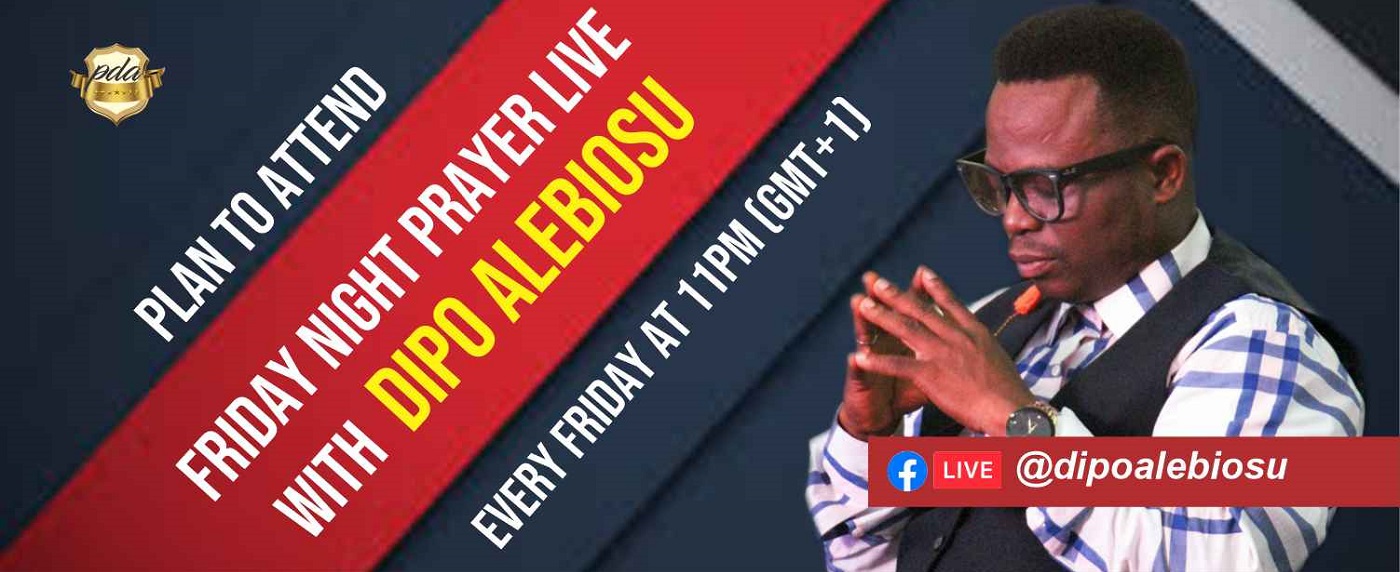 pda
PLAN TO ATTEND
FRIDAY NIGHT PRAYER LIVE
WITH DIPO ALEBIOSU
EVERY FRIDAY AT 11PM (GMT+1)
LIVE @dipoalebiosu